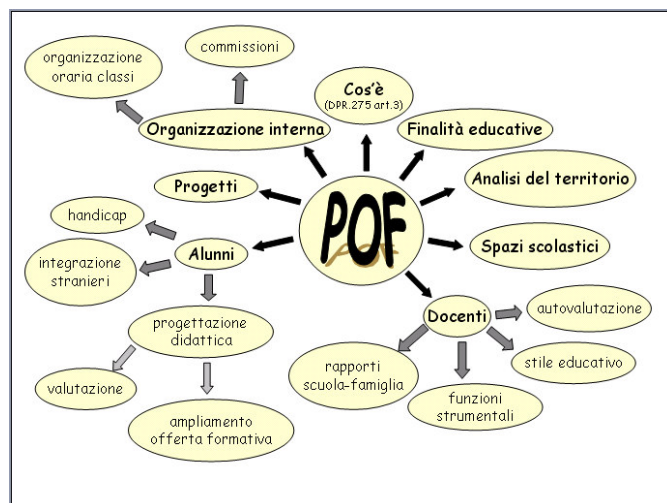 commissioni
organizzazione
oraria classi
Cos'è
(DPR.275 art.3)
Organizzazione interna
Finalità educative
Analisi del territorio
Progetti
POF
handicap
Alunni
Spazi scolastici
integrazione
stranieri
autovalutazione
Docenti
progettazione
didattica
rapporti
scuola-famiglia
stile educativo
valutazione
funzioni
strumentali
ampliamento
offerta formativa